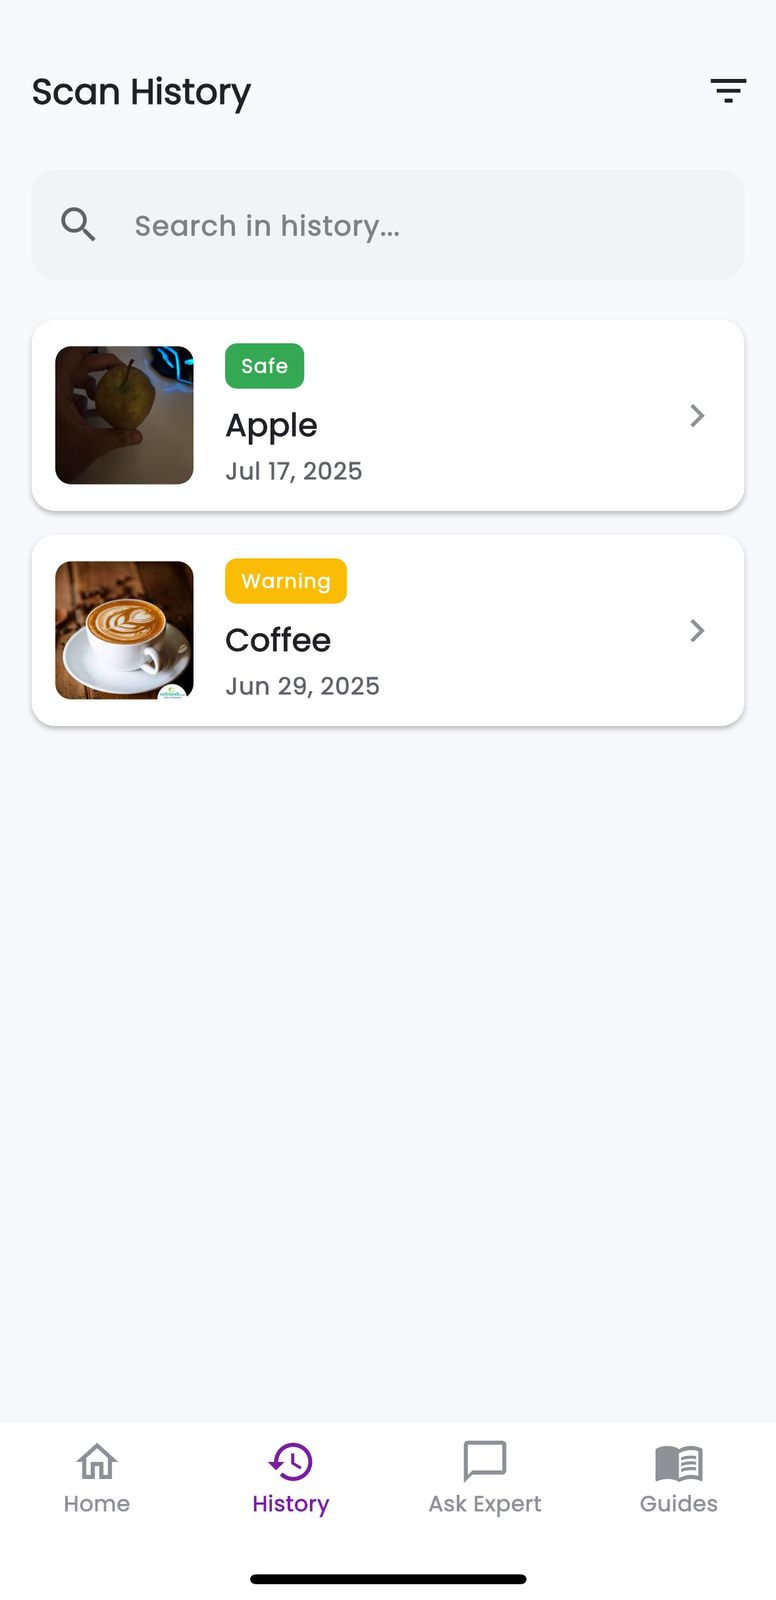 Scan History
Search in history...
Safe
Apple
Jul 17, 2025
Warning
Coffee
Jun 29, 2025
Home
History
Ask Expert
Guides